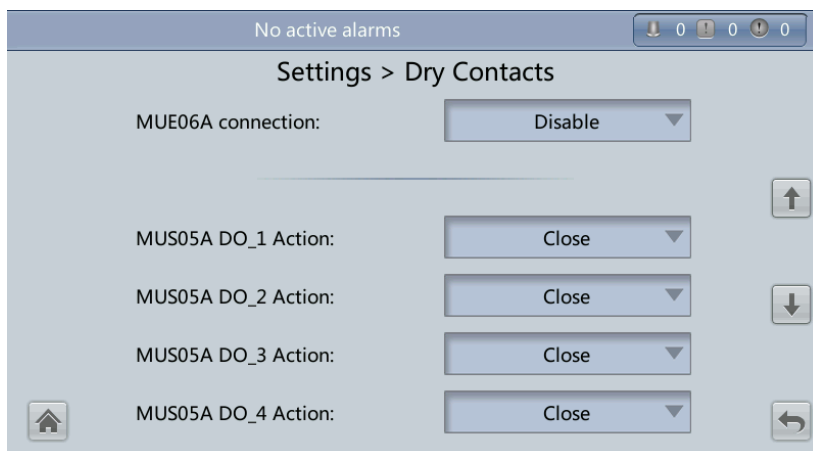 No active alarms 0 0 0
Settings > Dry Contacts
MUE06A connection: Disable
MUS05A DO_1 Action: Close
MUS05A DO_2 Action: Close
MUS05A DO_3 Action: Close
MUS05A DO_4 Action: Close